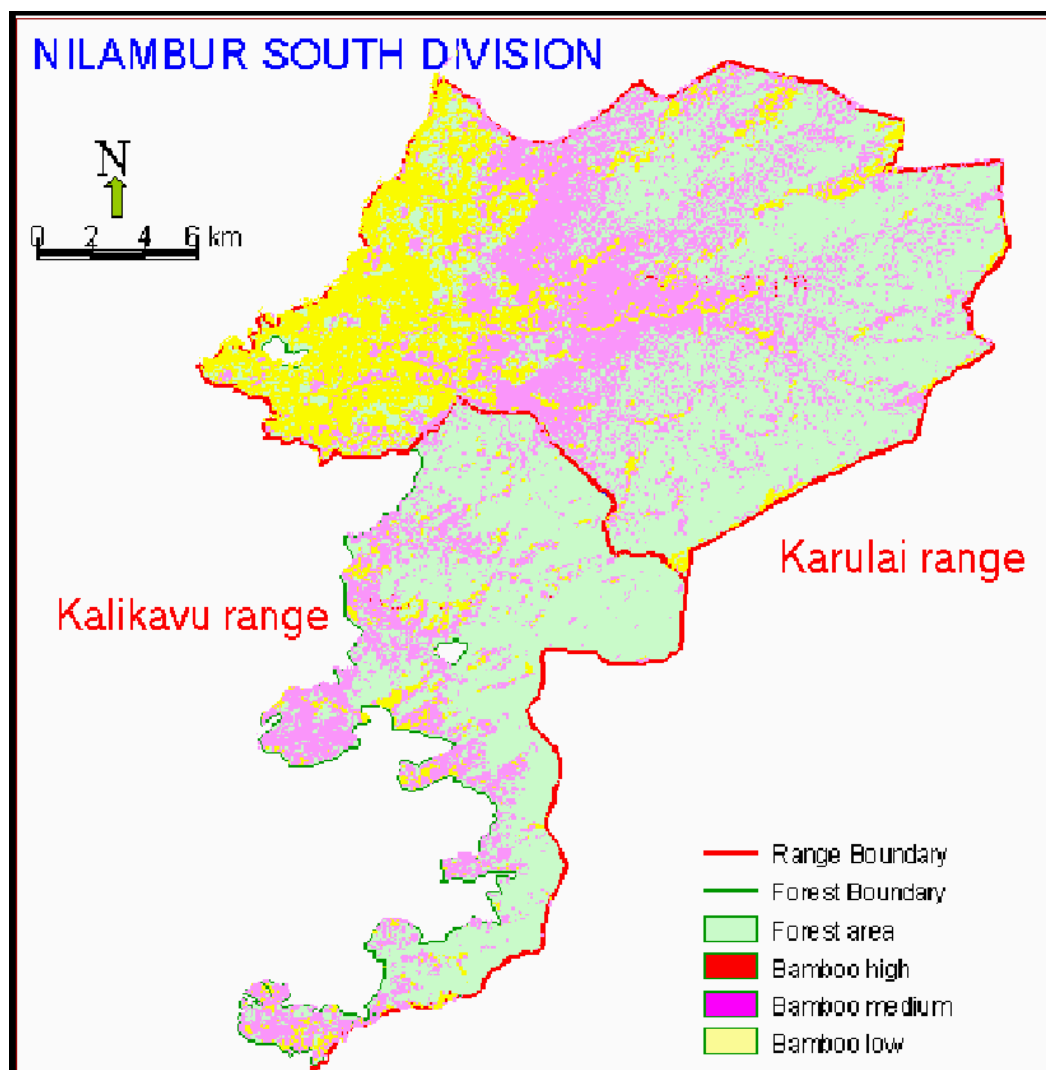 NILAMBUR SOUTH DIVISION
N
0 2 4 6 km
Karulai range
Kalikavu range
Range Boundary
Forest Boundary
Forest area
Bamboo high
Bamboo medium
Bamboo low